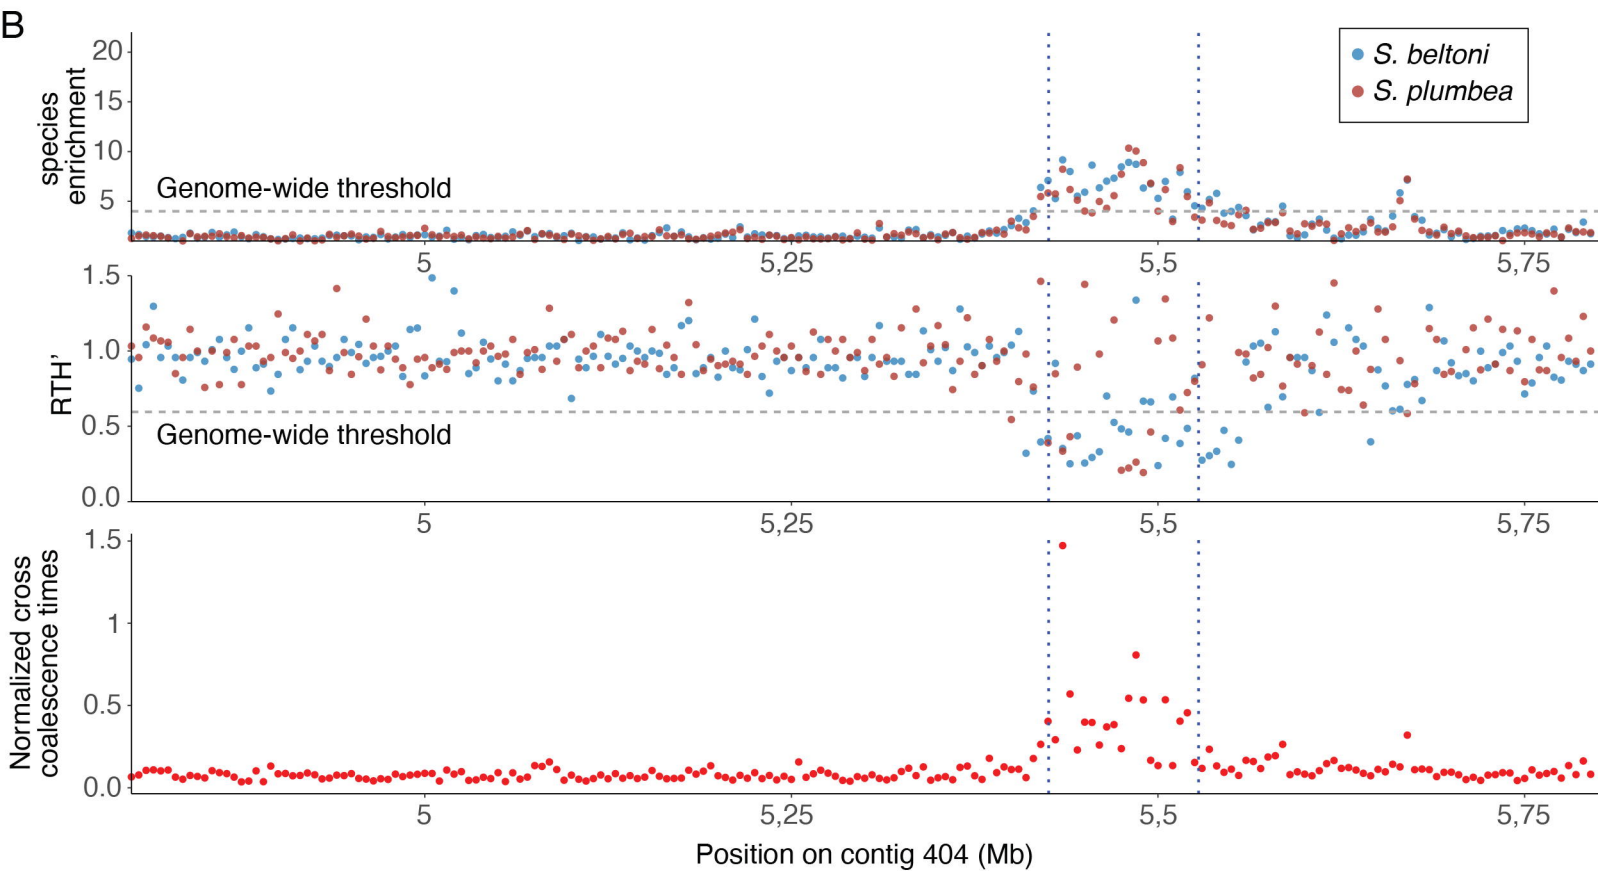 B
species
enrichment
20
15
10
5
Genome-wide threshold
S. beltoni
S. plumbea
5
5,25
5,5
5,75
RTH’
1.5
1.0
0.5
0.0
Genome-wide threshold
5
5,25
5,5
5,75
Normalized cross
coalescence times
1.5
1
0.5
0.0
5
5,25
5,5
5,75
Position on contig 404 (Mb)